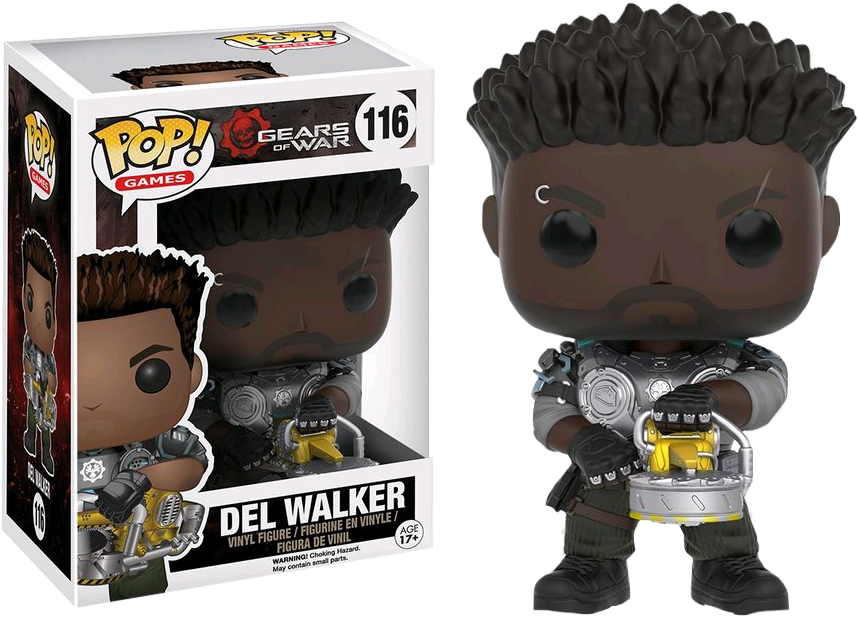 POP!
GAMES
POP!
GAMES
GEARS
OF WAR
116
POP!
GAMES
DEL WALKER
116
DEL WALKER
VINYL FIGURE / FIGURINE EN VINYLE /
FIGURA DE VINIL
WARNING! Choking Hazard.
May contain small parts.
AGE
17+